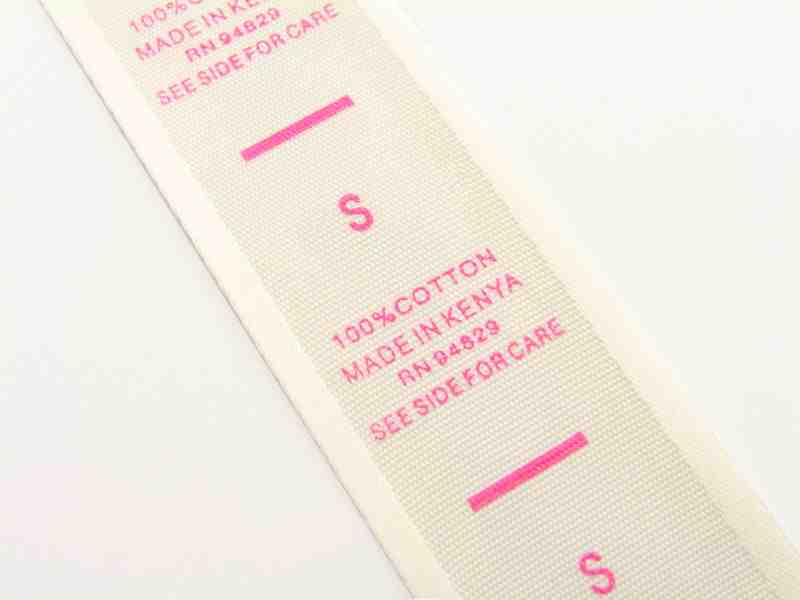 100%C
MADE IN KE
RN 94829
SEE SIDE FOR CARE
S
100% COTTON
MADE IN KENYA
RN 94829
SEE SIDE FOR CARE
S